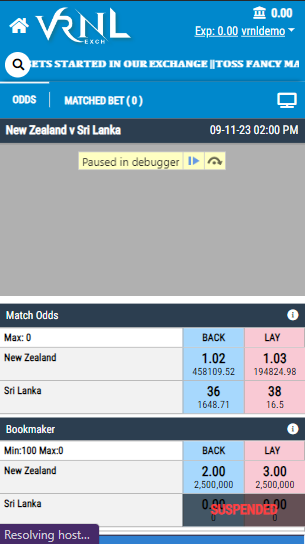 VRNL
EXCH
0.00
Exp: 0.00 vrnldemo
ETS STARTED IN OUR EXCHANGE ||TOSS FANCY MA
ODDS
MATCHED BET ( 0 )
New Zealand v Sri Lanka
09-11-23 02:00 PM
Paused in debugger
Match Odds
Max: 0
BACK
LAY
New Zealand
1.02
1.03
458109.52
194824.98
Sri Lanka
36
38
1648.71
16.5
Bookmaker
Min:100 Max:0
BACK
LAY
New Zealand
2.00
3.00
2,500,000
2,500,000
Sri Lanka
0.00
0.00
SUSPENDED
0
0
Resolving host...